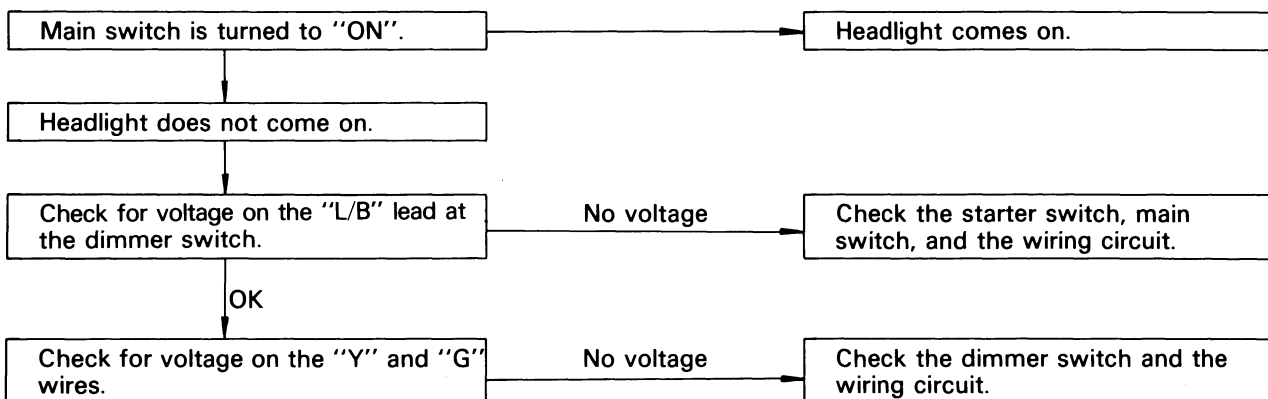 Main switch is turned to ‘‘ON’’.
Headlight comes on.
Headlight does not come on.
Check for voltage on the ‘‘L/B’’ lead at
the dimmer switch.
No voltage
Check the starter switch, main
switch, and the wiring circuit.
OK
Check for voltage on the ‘‘Y’’ and ‘‘G’’
wires.
No voltage
Check the dimmer switch and the
wiring circuit.